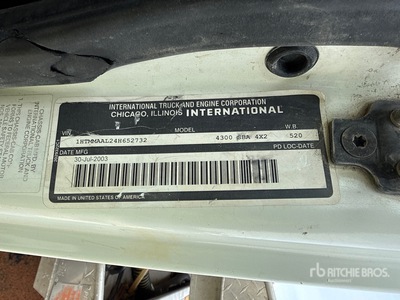 INTERNATIONAL TRUCK AND ENGINE CORPORATION
CHICAGO, ILLINOIS INTERNATIONAL
VIN MODEL W.B
1HTMMAAL24H652732 4300 SBA 4X2 520
DATE MFG PD LOC-DATE
30-Jul-2003
MADE IN UNITED STATES OF AMERICA
rb RITCHIE BROS.